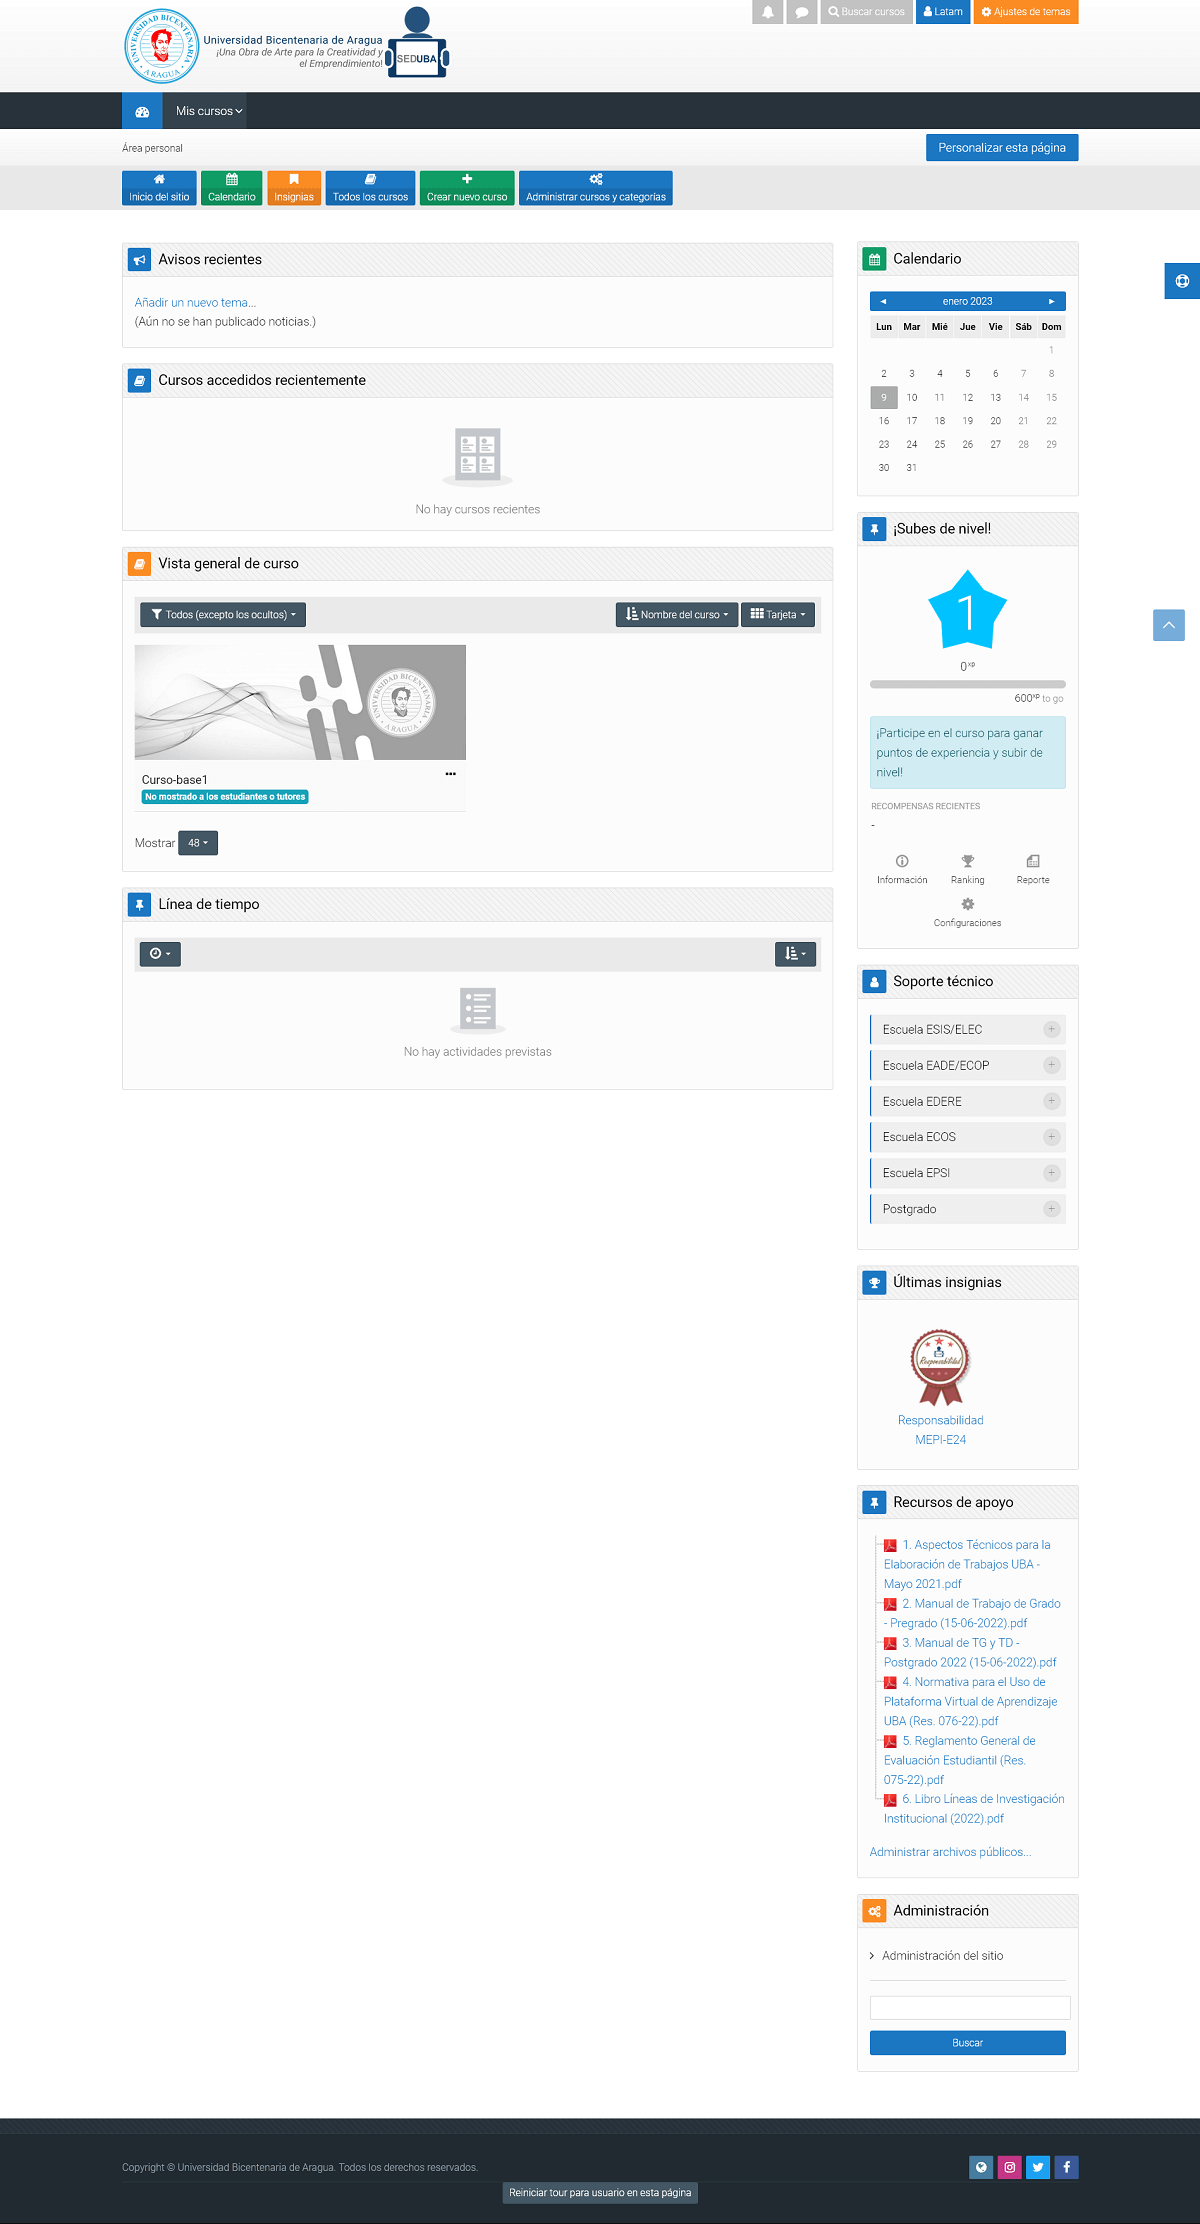 Buscar cursos
Latam
Ajustes de temas
UNIVERSIDAD BICENTENARIA
ARAGUA
Universidad Bicentenaria de Aragua
¡Una Obra de Arte para la Creatividad y
el Emprendimiento!
SEDUBA
Mis cursos
Área personal
Personalizar esta página
Inicio del sitio
Calendario
Insignias
Todos los cursos
Crear nuevo curso
Administrar cursos y categorías
Avisos recientes
Añadir un nuevo tema...
(Aún no se han publicado noticias.)
Cursos accedidos recientemente
No hay cursos recientes
Vista general de curso
Todos (excepto los ocultos)
Nombre del curso
Tarjeta
UNIVERSIDAD BICENTENARIA
ARAGUA
Curso-base1
No mostrado a los estudiantes o tutores
Mostrar 48
Línea de tiempo
No hay actividades previstas
Calendario
◄ enero 2023 ►
Lun Mar Mié Jue Vie Sáb Dom
1
2 3 4 5 6 7 8
9 10 11 12 13 14 15
16 17 18 19 20 21 22
23 24 25 26 27 28 29
30 31
¡Subes de nivel!
1
0xp
600xp to go
¡Participe en el curso para ganar
puntos de experiencia y subir de
nivel!
RECOMPENSAS RECIENTES
-
Información
Ranking
Reporte
Configuraciones
Soporte técnico
Escuela ESIS/ELEC
Escuela EADE/ECOP
Escuela EDERE
Escuela ECOS
Escuela EPSI
Postgrado
Últimas insignias
Responsabilidad
Responsabilidad
MEPI-E24
Recursos de apoyo
1. Aspectos Técnicos para la
Elaboración de Trabajos UBA -
Mayo 2021.pdf
2. Manual de Trabajo de Grado
- Pregrado (15-06-2022).pdf
3. Manual de TG y TD -
Postgrado 2022 (15-06-2022).pdf
4. Normativa para el Uso de
Plataforma Virtual de Aprendizaje
UBA (Res. 076-22).pdf
5. Reglamento General de
Evaluación Estudiantil (Res.
075-22).pdf
6. Libro Líneas de Investigación
Institucional (2022).pdf
Administrar archivos públicos...
Administración
Administración del sitio
Buscar
Copyright © Universidad Bicentenaria de Aragua. Todos los derechos reservados.
Reiniciar tour para usuario en esta página